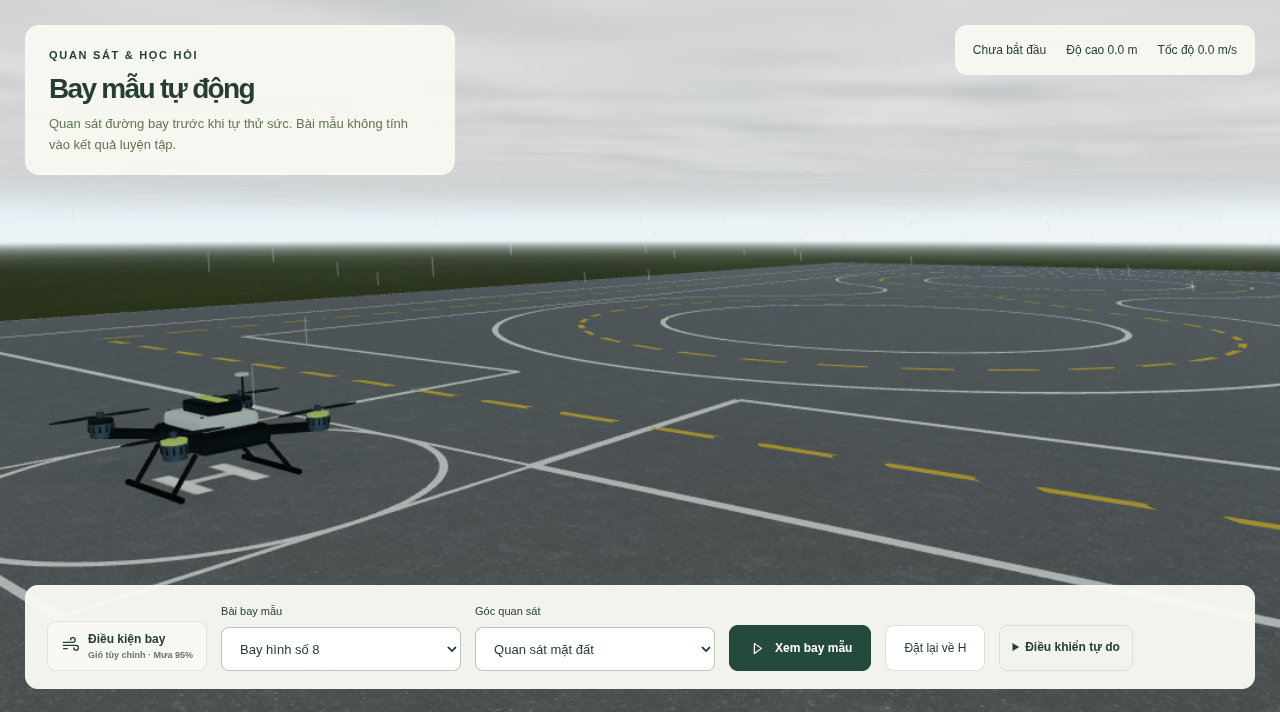 QUAN SÁT & HỌC HỎI
Bay mẫu tự động
Quan sát đường bay trước khi tự thử sức. Bài mẫu không tính
vào kết quả luyện tập.
Chưa bắt đầu Độ cao 0.0 m Tốc độ 0.0 m/s
H
Điều kiện bay
Gió tùy chỉnh · Mưa 95%
Bài bay mẫu
Bay hình số 8
Góc quan sát
Quan sát mặt đất
Xem bay mẫu
Đặt lại về H
Điều khiển tự do